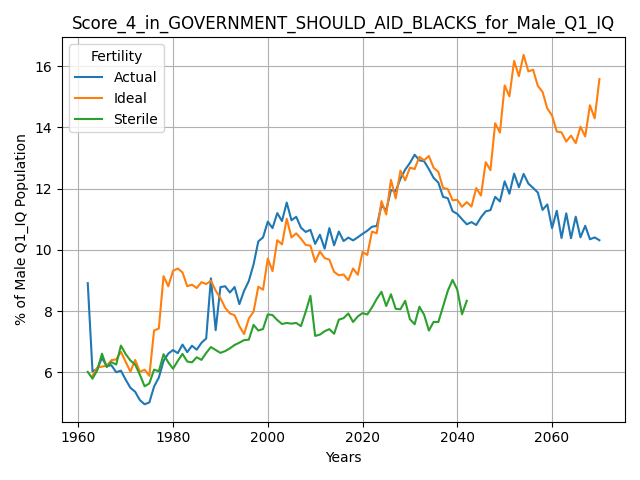 Score_4_in_GOVERNMENT_SHOULD_AID_BLACKS_for_Male_Q1_IQ
Fertility
Actual
Ideal
Sterile
% of Male Q1_IQ Population
16
14
12
10
8
6
1960 1980 2000 2020 2040 2060
Years